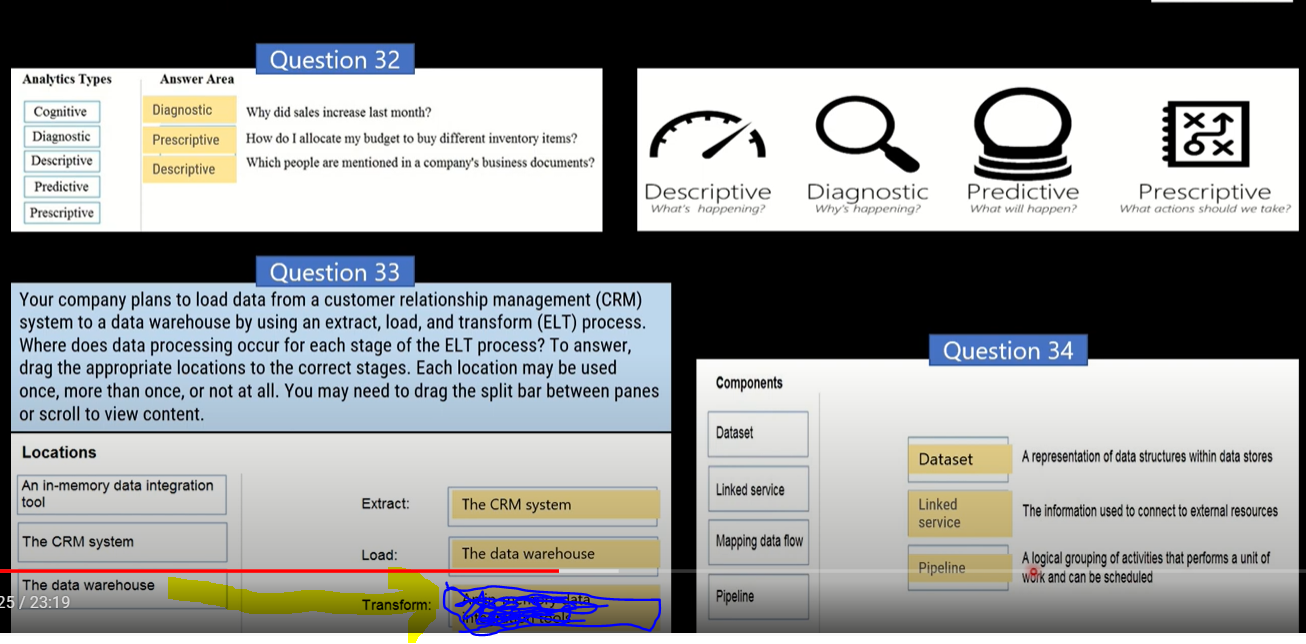 Question 32
Analytics Types
Answer Area
Cognitive
Diagnostic
Descriptive
Predictive
Prescriptive
Diagnostic
Why did sales increase last month?
Prescriptive
How do I allocate my budget to buy different inventory items?
Descriptive
Which people are mentioned in a company's business documents?
Descriptive
What's happening?
Diagnostic
Why's happening?
Predictive
What will happen?
Prescriptive
What actions should we take?
Question 33
Your company plans to load data from a customer relationship management (CRM)
system to a data warehouse by using an extract, load, and transform (ELT) process.
Where does data processing occur for each stage of the ELT process? To answer,
drag the appropriate locations to the correct stages. Each location may be used
once, more than once, or not at all. You may need to drag the split bar between panes
or scroll to view content.
Locations
An in-memory data integration
tool
The CRM system
The data warehouse
Extract:
The CRM system
Load:
The data warehouse
Transform:
data
integration tools
25 / 23:19
Question 34
Components
Dataset
Linked service
Mapping data flow
Pipeline
Dataset
A representation of data structures within data stores
Linked
service
The information used to connect to external resources
Pipeline
A logical grouping of activities that performs a unit of
work and can be scheduled